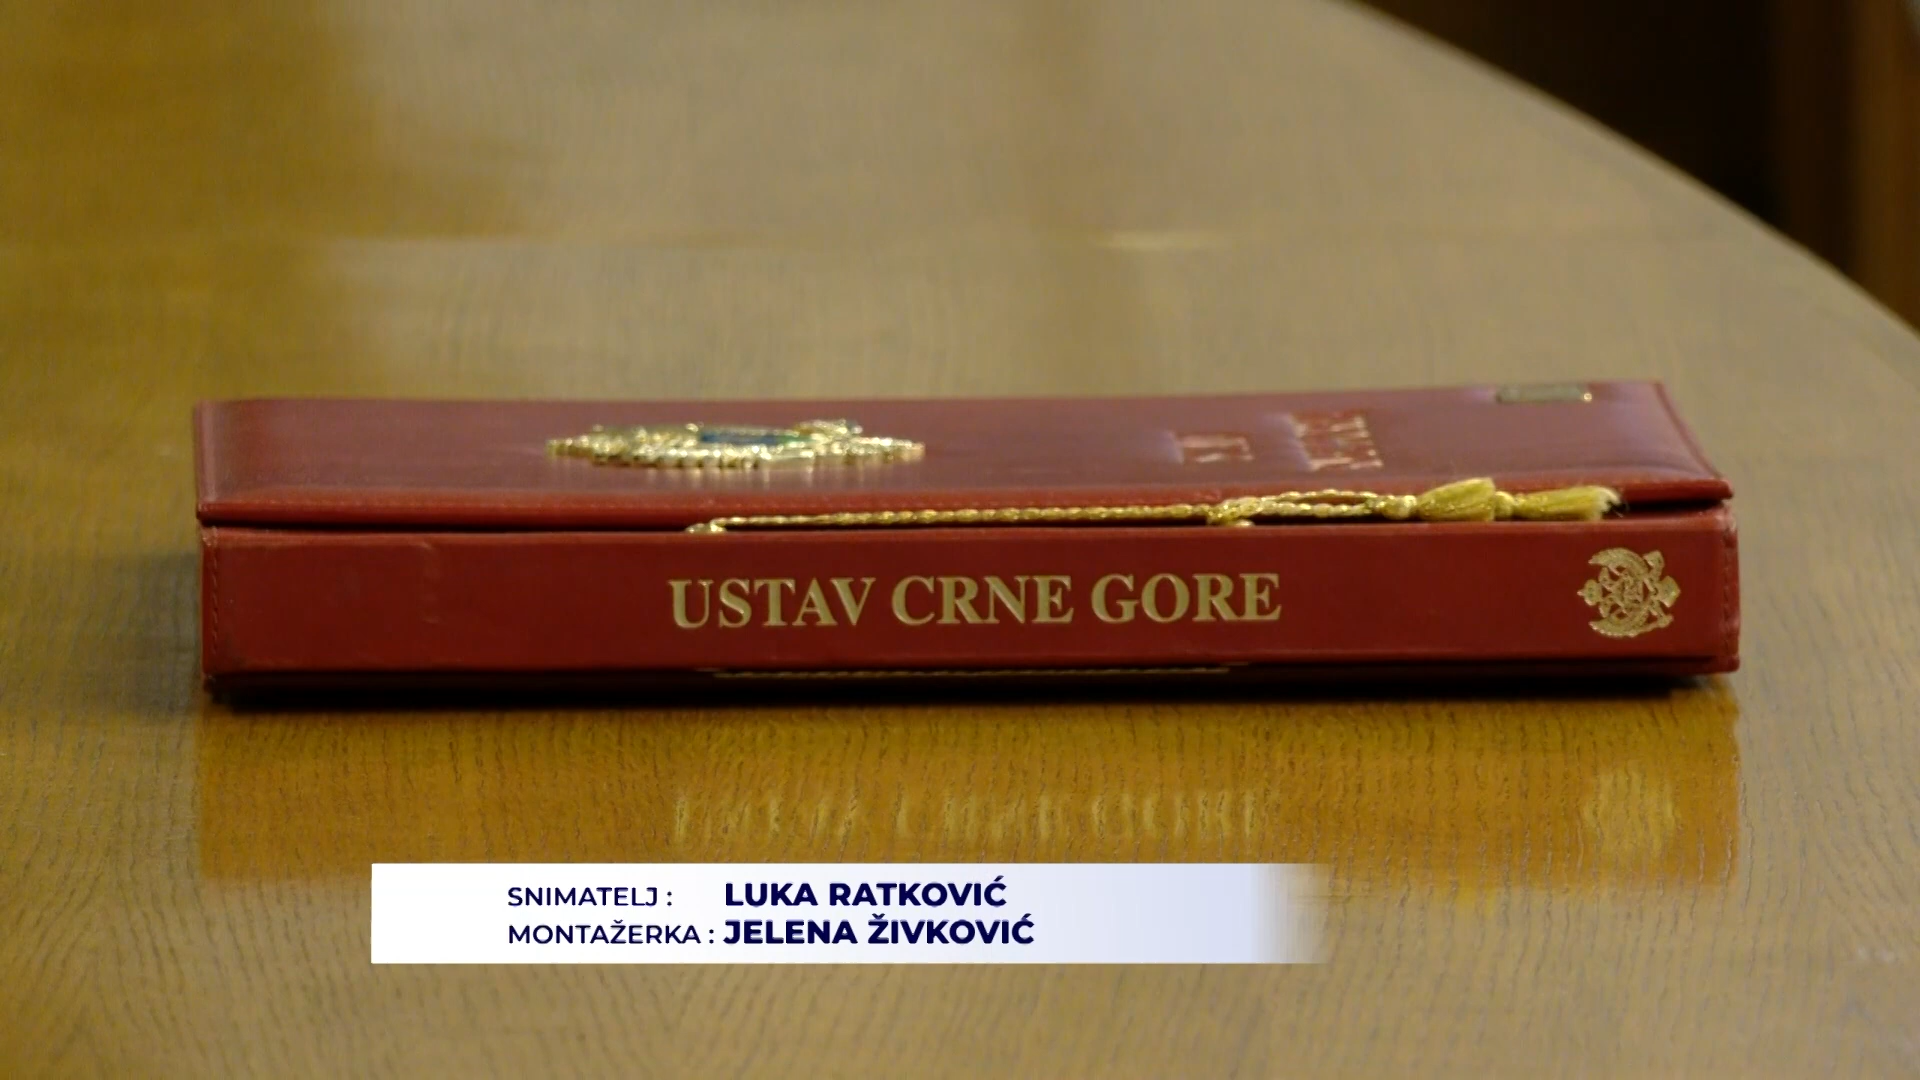 USTAV CRNE GORE
SNIMATELJ : LUKA RATKOVIĆ
MONTAŽERKA : JELENA ŽIVKOVIĆ